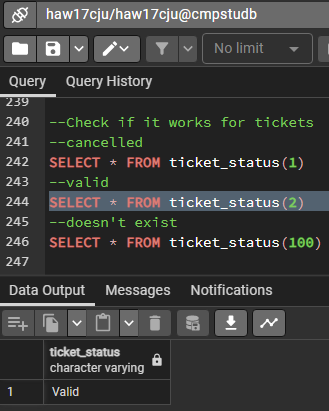 haw17cju/haw17cju@cmpstudb
No limit
Query Query History
239
240 --Check if it works for tickets
241 --cancelled
242 SELECT * FROM ticket_status(1)
243 --valid
244 SELECT * FROM ticket_status(2)
245 --doesn't exist
246 SELECT * FROM ticket_status(100)
247
Data Output Messages Notifications
ticket_status
character varying
1 Valid